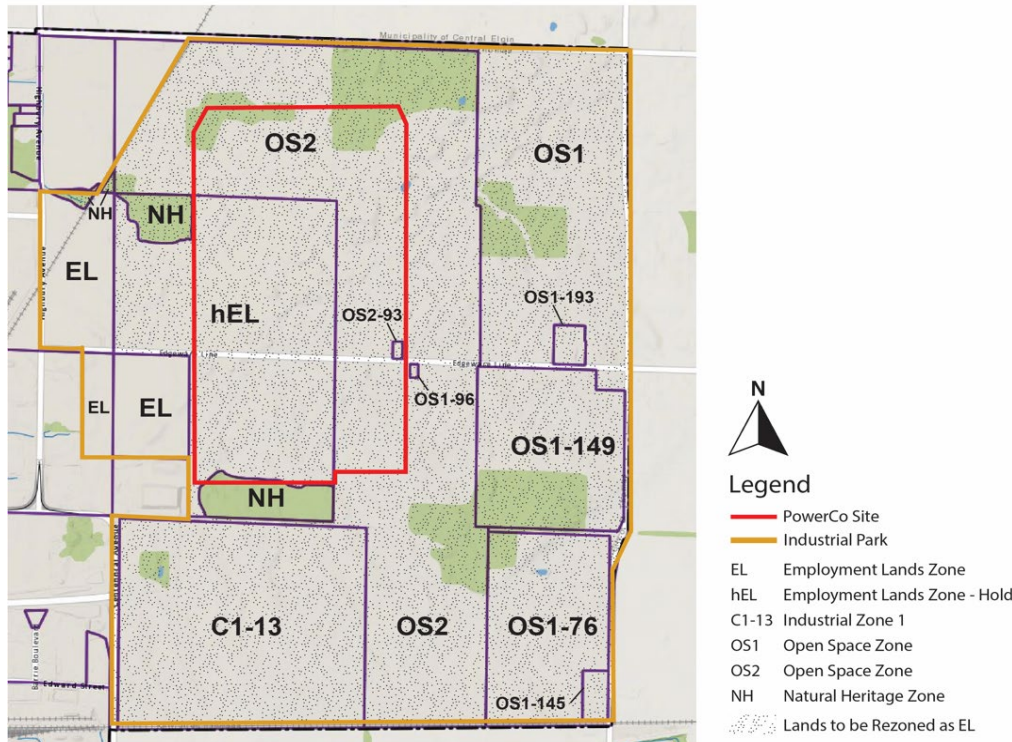 Municipality of Central Elgin
OS2
OS1
NH
NH
EL
hEL
OS2-93
OS1-193
Edgeware Line
OS1-96
EL
EL
OS1-149
NH
C1-13
OS2
OS1-76
OS1-145
Edward Street
N
Legend
PowerCo Site
Industrial Park
EL Employment Lands Zone
hEL Employment Lands Zone - Hold
C1-13 Industrial Zone 1
OS1 Open Space Zone
OS2 Open Space Zone
NH Natural Heritage Zone
Lands to be Rezoned as EL